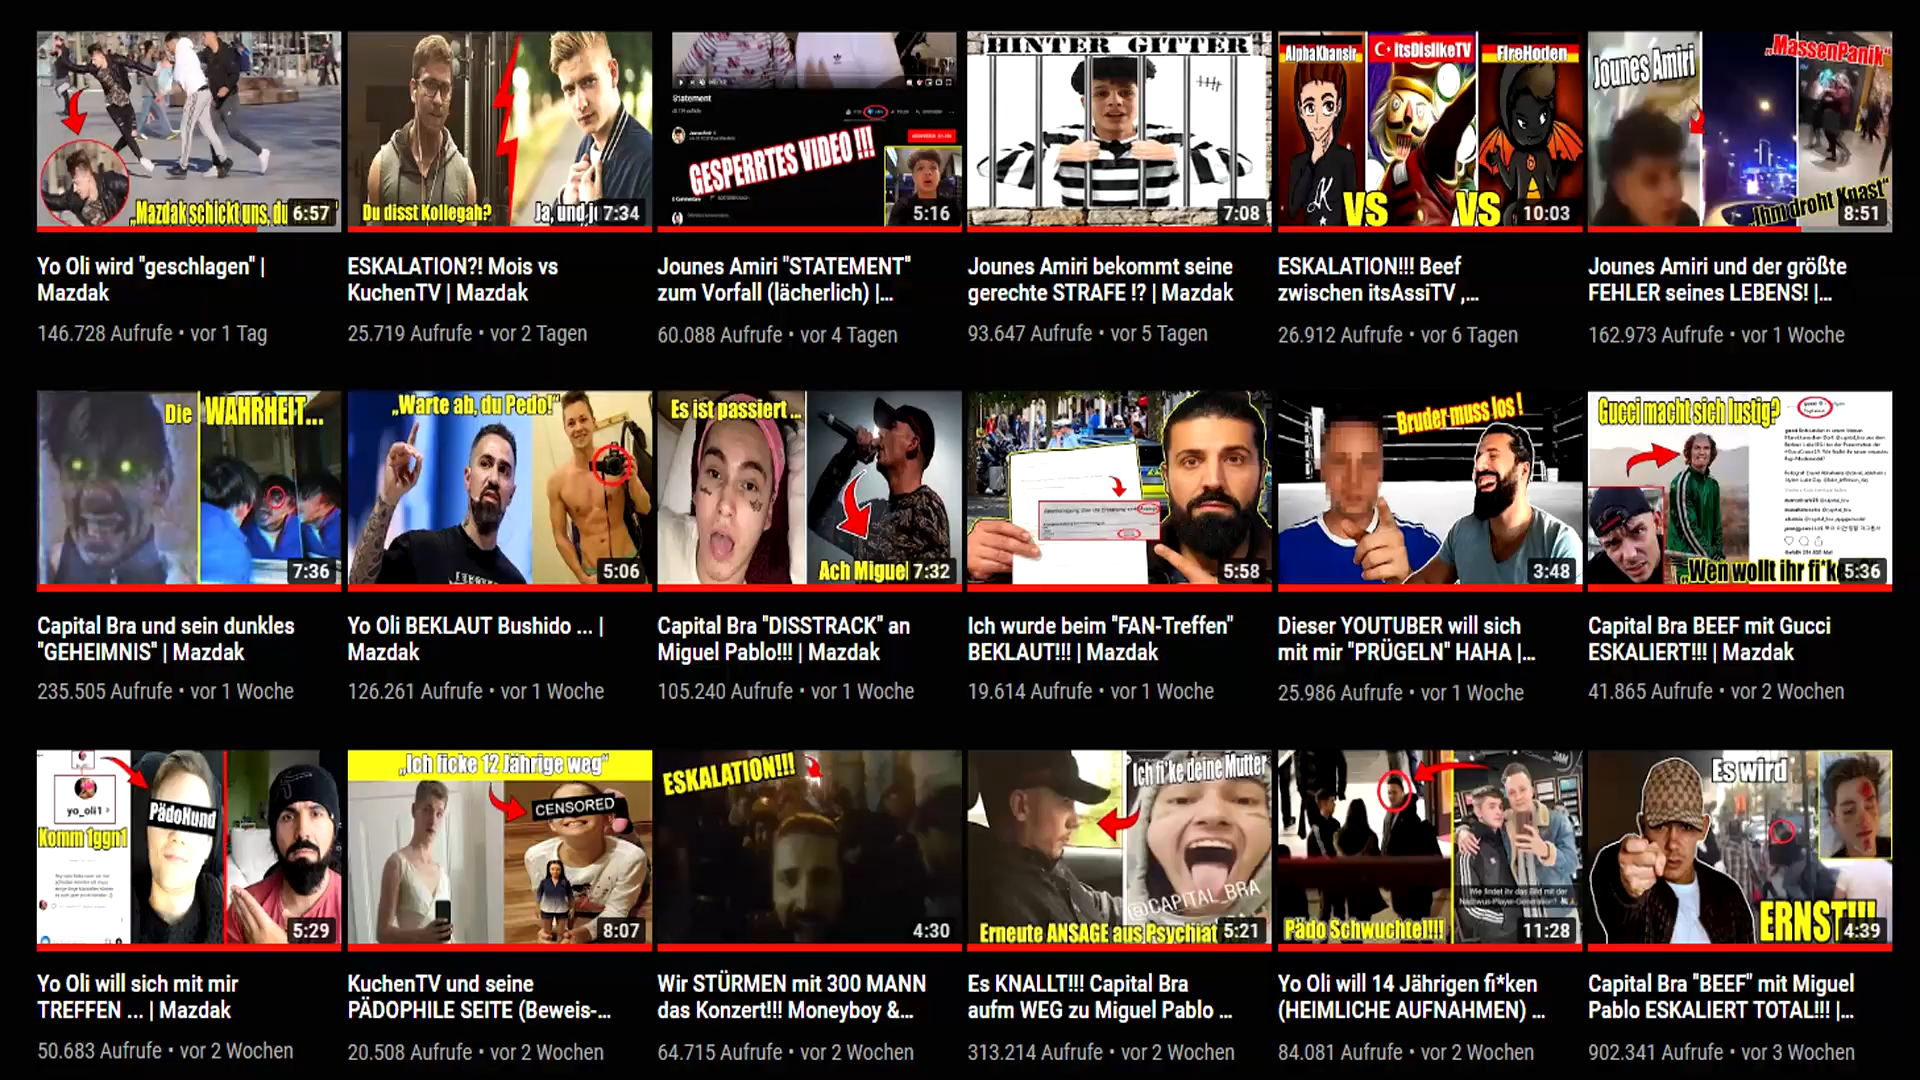 „Mazdak schickt uns, du
6:57
Yo Oli wird "geschlagen" |
Mazdak
146.728 Aufrufe • vor 1 Tag
Du disst Kollegah?
7:34
ESKALATION?! Mois vs
KuchenTV | Mazdak
25.719 Aufrufe • vor 2 Tagen
Statement
GESPERRTES VIDEO !!!
5:16
Jounes Amiri "STATEMENT"
zum Vorfall (lächerlich) |...
60.088 Aufrufe • vor 4 Tagen
HINTER GITTER
7:08
Jounes Amiri bekommt seine
gerechte STRAFE !? | Mazdak
93.647 Aufrufe • vor 5 Tagen
AlphaKhansir
ItsDislikeTV
FireHoden
VS
VS
10:03
ESKALATION!!! Beef
zwischen itsAssiTV ,...
26.912 Aufrufe • vor 6 Tagen
Jounes Amiri
„MassenPanik"
„Ihm droht Knast"
8:51
Jounes Amiri und der größte
FEHLER seines LEBENS! |...
162.973 Aufrufe • vor 1 Woche
Die WAHRHEIT...
7:36
Capital Bra und sein dunkles
"GEHEIMNIS" | Mazdak
235.505 Aufrufe • vor 1 Woche
„Warte ab, du Pedo!"
5:06
Yo Oli BEKLAUT Bushido ... |
Mazdak
126.261 Aufrufe • vor 1 Woche
Es ist passiert ...
Ach Miguel
7:32
Capital Bra "DISSTRACK" an
Miguel Pablo!!! | Mazdak
105.240 Aufrufe • vor 1 Woche
5:58
Ich wurde beim "FAN-Treffen"
BEKLAUT!!! | Mazdak
19.614 Aufrufe • vor 1 Woche
Bruder muss los !
3:48
Dieser YOUTUBER will sich
mit mir "PRÜGELN" HAHA |...
25.986 Aufrufe • vor 1 Woche
Gucci macht sich lustig?
„Wen wollt ihr fi*k
5:36
Capital Bra BEEF mit Gucci
ESKALIERT!!! | Mazdak
41.865 Aufrufe • vor 2 Wochen
yo_oli1
Komm 1ggn1
PädoHund
5:29
Yo Oli will sich mit mir
TREFFEN ... | Mazdak
50.683 Aufrufe • vor 2 Wochen
„Ich ficke 12 Jährige weg"
CENSORED
8:07
KuchenTV und seine
PÄDOPHILE SEITE (Beweis-...
20.508 Aufrufe • vor 2 Wochen
ESKALATION!!!
4:30
Wir STÜRMEN mit 300 MANN
das Konzert!!! Moneyboy &...
64.715 Aufrufe • vor 2 Wochen
Ich fi*ke deine Mutter
@CAPITAL_BRA
Erneute ANSAGE aus Psychiat
5:21
Es KNALLT!!! Capital Bra
aufm WEG zu Miguel Pablo ...
313.214 Aufrufe • vor 2 Wochen
Wie findet ihr das Bild mit der
Pädo Schwuchtel!!!
11:28
Yo Oli will 14 Jährigen fi*ken
(HEIMLICHE AUFNAHMEN) ...
84.081 Aufrufe • vor 2 Wochen
Es wird
ERNST!!!
4:39
Capital Bra "BEEF" mit Miguel
Pablo ESKALIERT TOTAL!!! |...
902.341 Aufrufe • vor 3 Wochen